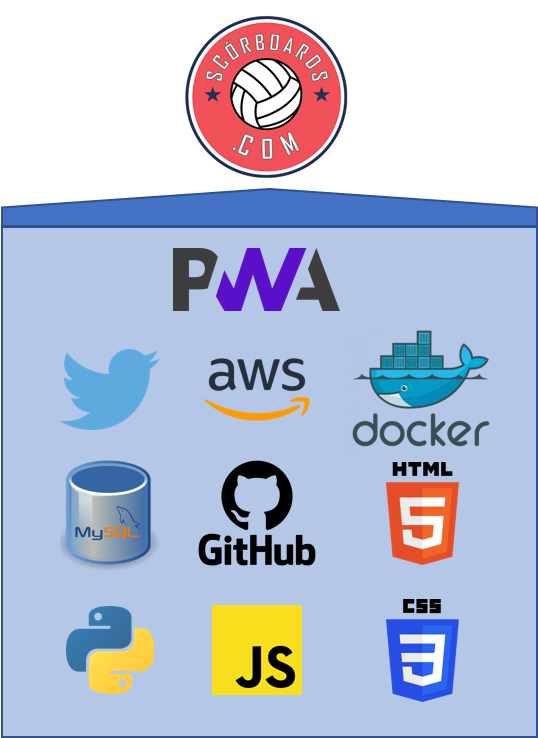 SCÓRBOARDS
.COM
PWA
aws
docker
MySQL
GitHub
HTML
5
JS
CSS
3